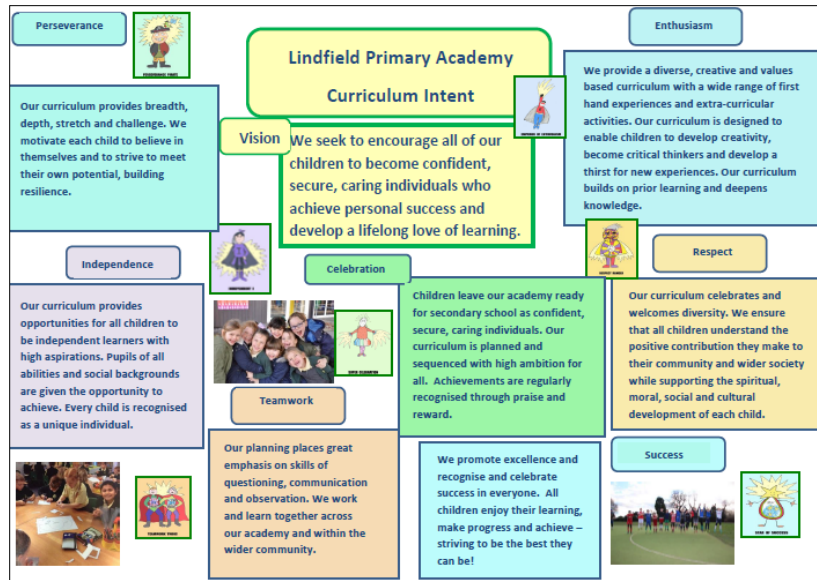 Perseverance
Lindfield Primary Academy
Curriculum Intent
Enthusiasm
Our curriculum provides breadth,
depth, stretch and challenge. We
motivate each child to believe in
themselves and to strive to meet
their own potential, building
resilience.
Vision
We seek to encourage all of our
children to become confident,
secure, caring individuals who
achieve personal success and
develop a lifelong love of learning.
We provide a diverse, creative and values
based curriculum with a wide range of first
hand experiences and extra-curricular
activities. Our curriculum is designed to
enable children to develop creativity,
become critical thinkers and develop a
thirst for new experiences. Our curriculum
builds on prior learning and deepens
knowledge.
Independence
Our curriculum provides
opportunities for all children to
be independent learners with
high aspirations. Pupils of all
abilities and social backgrounds
are given the opportunity to
achieve. Every child is recognised
as a unique individual.
Celebration
Children leave our academy ready
for secondary school as confident,
secure, caring individuals. Our
curriculum is planned and
sequenced with high ambition for
all. Achievements are regularly
recognised through praise and
reward.
Respect
Our curriculum celebrates and
welcomes diversity. We ensure
that all children understand the
positive contribution they make to
their community and wider society
while supporting the spiritual,
moral, social and cultural
development of each child.
Teamwork
Our planning places great
emphasis on skills of
questioning, communication
and observation. We work
and learn together across
our academy and within the
wider community.
We promote excellence and
recognise and celebrate
success in everyone. All
children enjoy their learning,
make progress and achieve –
striving to be the best they
can be!
Success